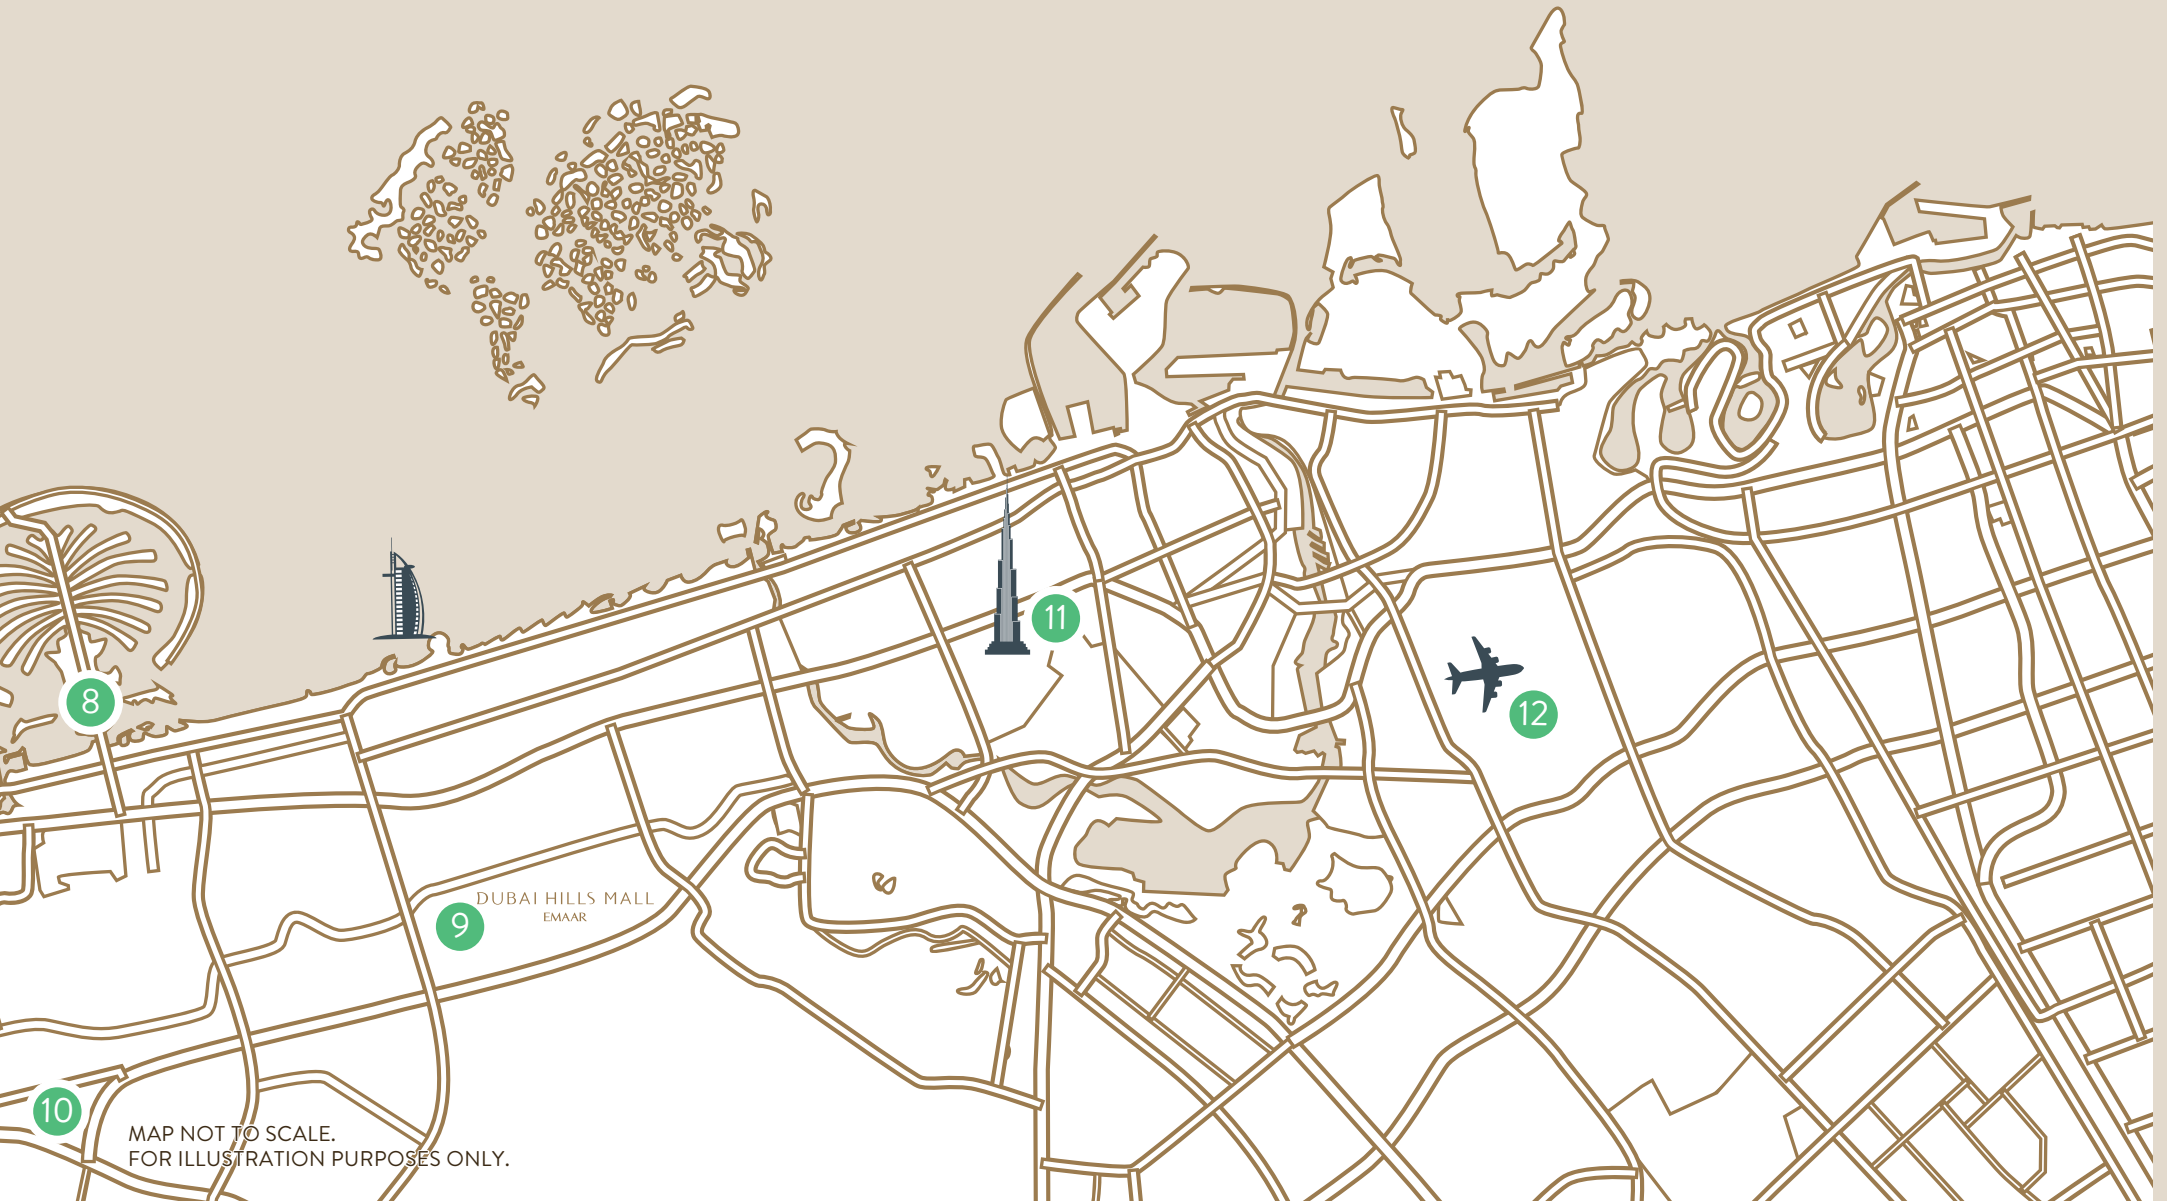 8
11
12
DUBAI HILLS MALL
EMAAR
9
10
MAP NOT TO SCALE.
FOR ILLUSTRATION PURPOSES ONLY.